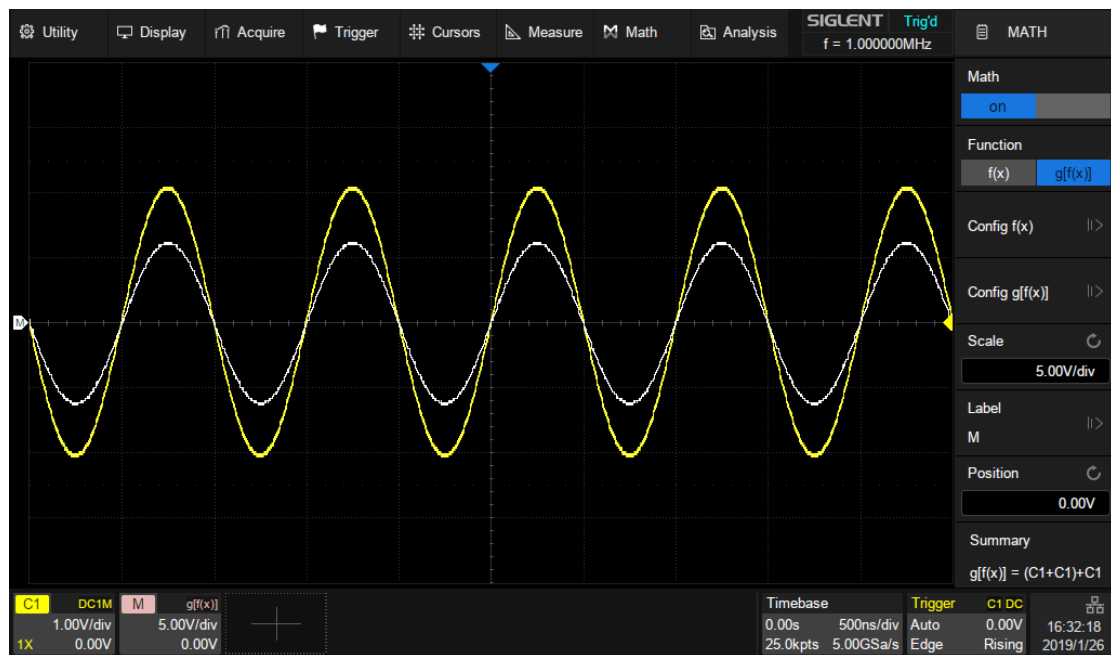 Utility Display Acquire Trigger Cursors Measure Math Analysis
SIGLENT Trig'd
f = 1.000000MHz
MATH
Math
on
Function
f(x) g[f(x)]
Config f(x)
Config g[f(x)]
Scale
5.00V/div
Label
M
Position
0.00V
Summary
g[f(x)] = (C1+C1)+C1
M
C1 DC1M
1.00V/div
1X 0.00V
M g[f(x)]
5.00V/div
0.00V
Timebase
0.00s 500ns/div
25.0kpts 5.00GSa/s
Trigger C1 DC
Auto 0.00V
Edge Rising
16:32:18
2019/1/26